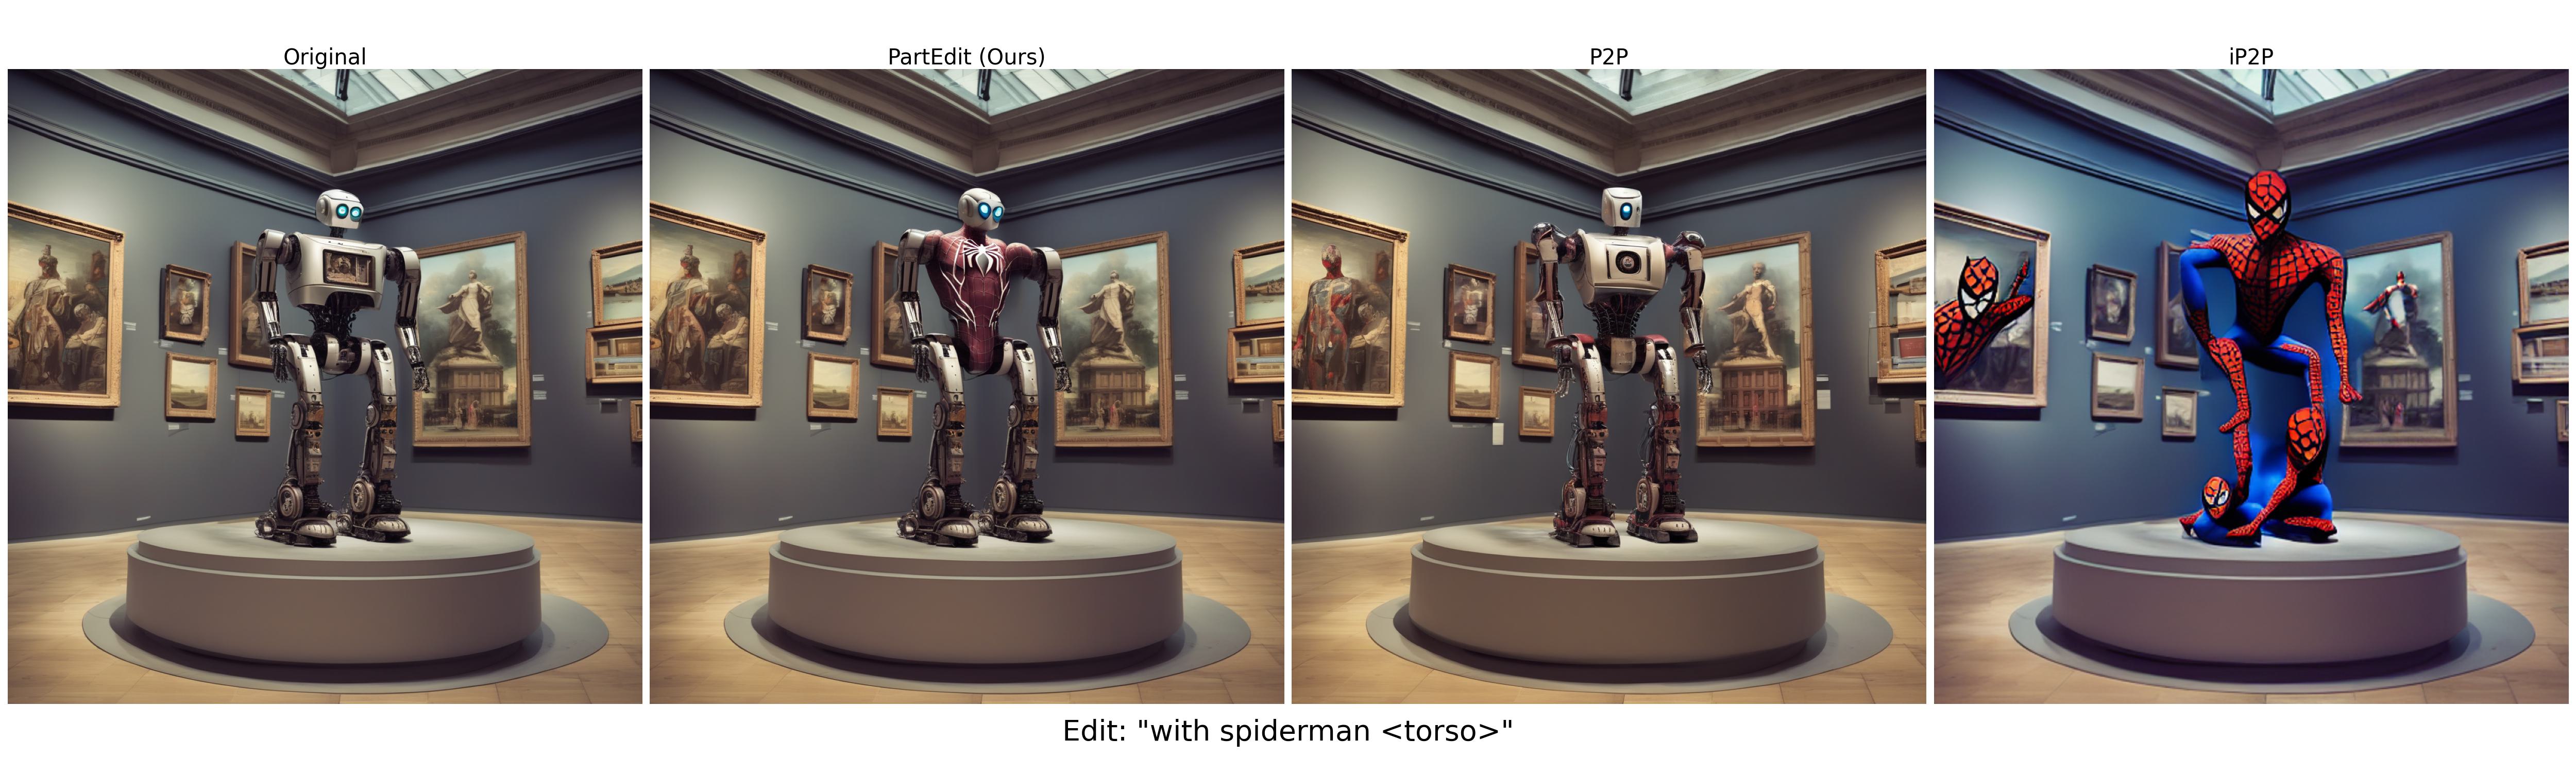 Original
PartEdit (Ours)
P2P
iP2P
Edit: "with spiderman <torso>"